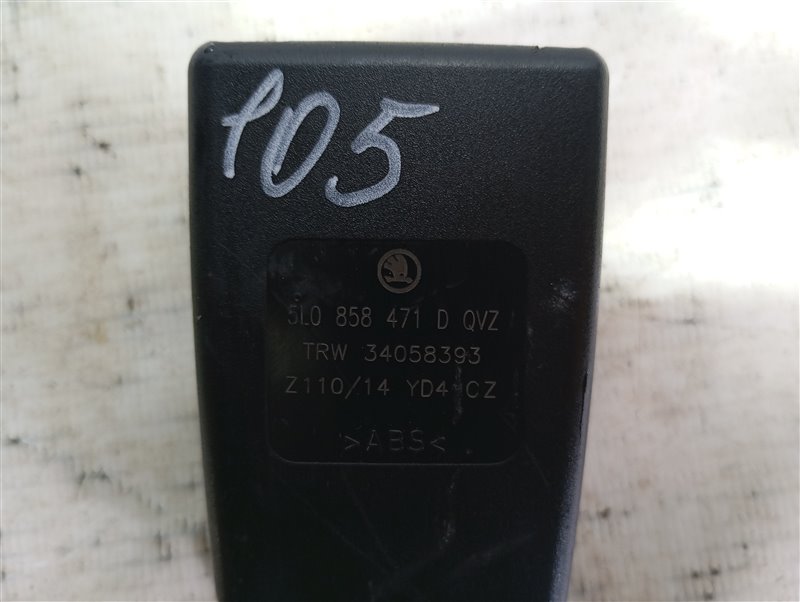 105
5L0 858 471 D QVZ
TRW 34058393
Z110/14 YD4 CZ
>ABS<